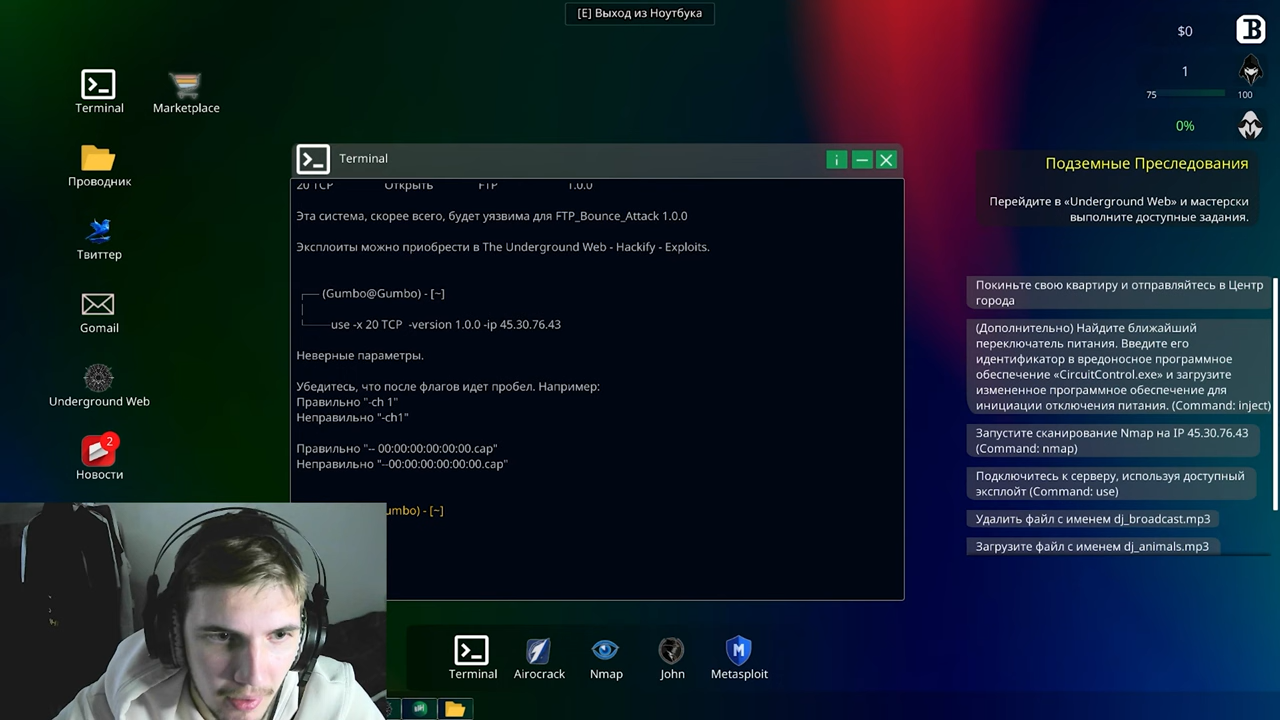 [E] Выход из Ноутбука
$0
1
75
100
0%
Terminal
Marketplace
Проводник
Твиттер
Gomail
Underground Web
2
Новости
Terminal
20 TCP Открыть FTP 1.0.0
Эта система, скорее всего, будет уязвима для FTP_Bounce_Attack 1.0.0
Эксплоиты можно приобрести в The Underground Web - Hackify - Exploits.
(Gumbo@Gumbo) - [~]
use -x 20 TCP -version 1.0.0 -ip 45.30.76.43
Неверные параметры.
Убедитесь, что после флагов идет пробел. Например:
Правильно "-ch 1"
Неправильно "-ch1"
Правильно "-- 00:00:00:00:00:00.cap"
Неправильно "--00:00:00:00:00:00.cap"
umbo) - [~]
Подземные Преследования
Перейдите в «Underground Web» и мастерски
выполните доступные задания.
Покиньте свою квартиру и отправляйтесь в Центр
города
(Дополнительно) Найдите ближайший
переключатель питания. Введите его
идентификатор в вредоносное программное
обеспечение «CircuitControl.exe» и загрузите
измененное программное обеспечение для
инициации отключения питания. (Command: inject)
Запустите сканирование Nmap на IP 45.30.76.43
(Command: nmap)
Подключитесь к серверу, используя доступный
эксплойт (Command: use)
Удалить файл с именем dj_broadcast.mp3
Загрузите файл с именем dj_animals.mp3
Terminal
Airocrack
Nmap
John
Metasploit